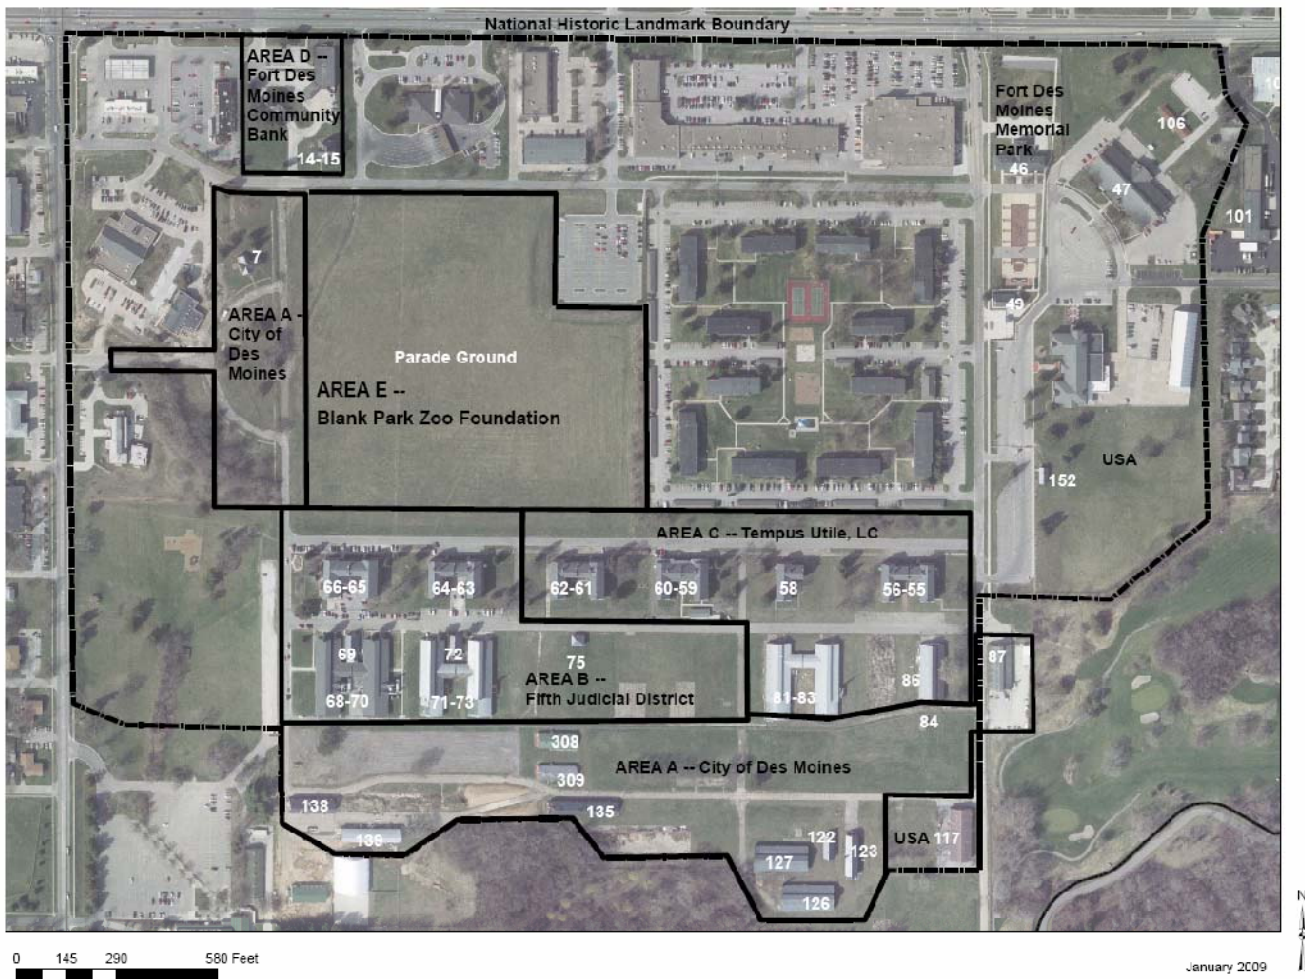 National Historic Landmark Boundary
AREA D --
Fort Des
Moines
Community
Bank
14-15
Fort Des
Moines
Memorial
Park
46
106
47
101
7
AREA A -
City of
Des
Moines
Parade Ground
AREA E --
Blank Park Zoo Foundation
49
USA
152
AREA C -- Tempus Utile, LC
66-65
64-63
62-61
60-59
58
56-55
69
72
75
87
68-70
71-73
AREA B --
Fifth Judicial District
81-83
86
84
308
309
AREA A -- City of Des Moines
138
135
122
123
USA
117
127
126
0 145 290 580 Feet
N
January 2009